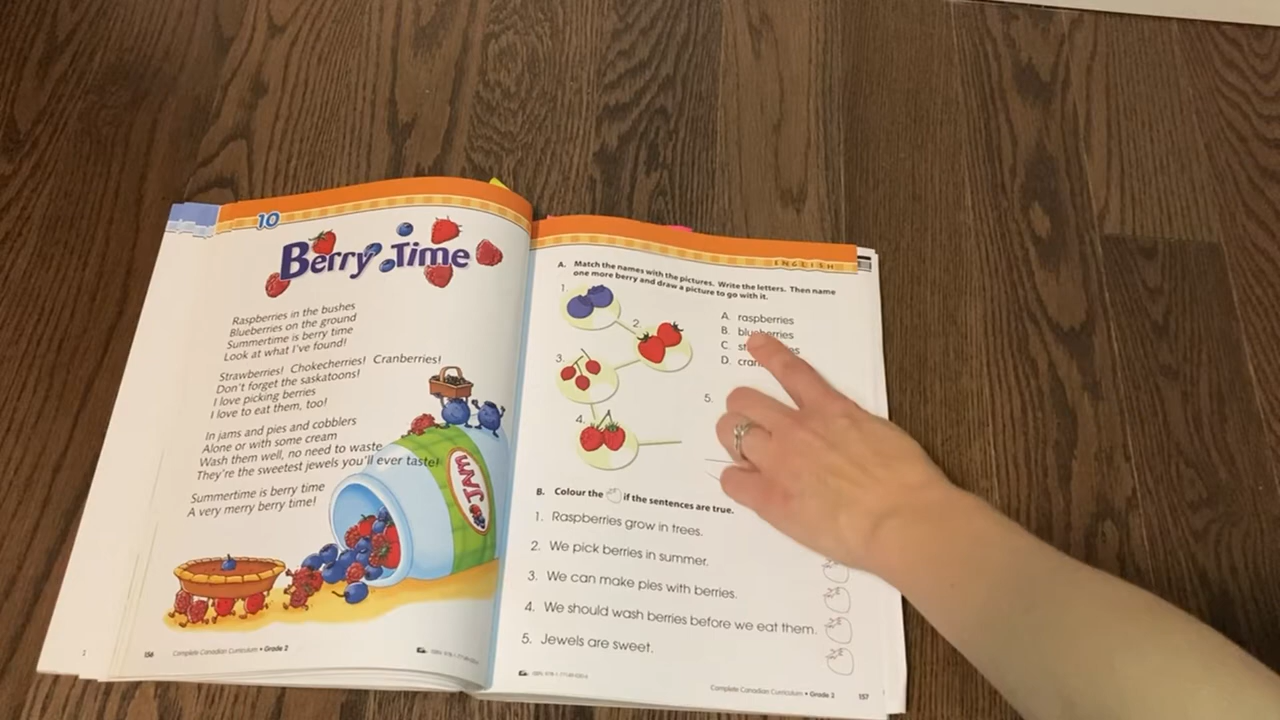 10
Berry Time
Raspberries in the bushes
Blueberries on the ground
Summertime is berry time
Look at what I've found!
Strawberries! Chokecherries! Cranberries!
Don't forget the saskatoons!
I love picking berries
I love to eat them, too!
In jams and pies and cobblers
Alone or with some cream
Wash them well, no need to waste
They're the sweetest jewels you'll ever taste!
Summertime is berry time
A very merry berry time!
JAM
156 Complete Canadian Curriculum • Grade 2
ENGLISH
A. Match the names with the pictures. Write the letters. Then name
one more berry and draw a picture to go with it.
1.
2.
3.
4.
A. raspberries
B. blueberries
C.
D.
5.
B. Colour the if the sentences are true.
1. Raspberries grow in trees.
2. We pick berries in summer.
3. We can make pies with berries.
4. We should wash berries before we eat them.
5. Jewels are sweet.
Complete Canadian Curriculum • Grade 2 157